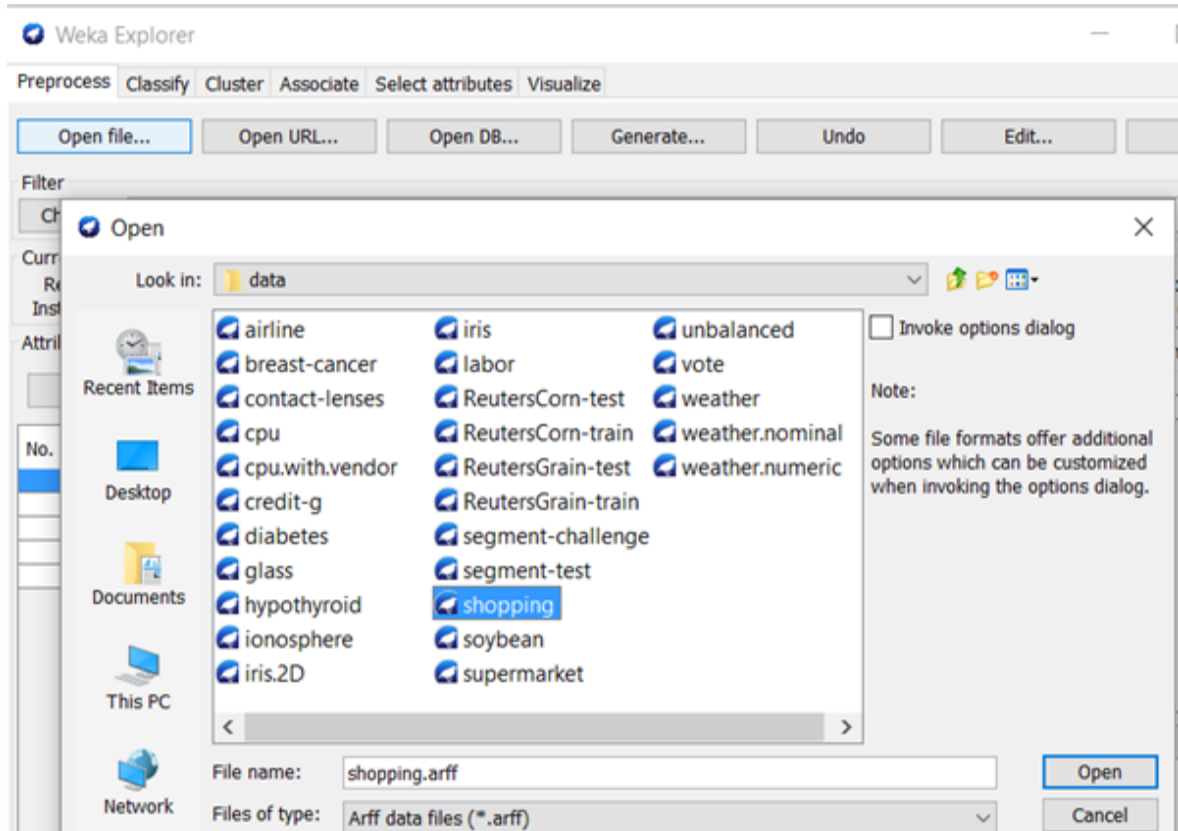 Weka Explorer
Preprocess Classify Cluster Associate Select attributes Visualize
Open file... Open URL... Open DB... Generate... Undo Edit...
Filter
Open
Look in: data
airline iris unbalanced
breast-cancer labor vote
contact-lenses ReutersCorn-test weather
cpu ReutersCorn-train weather.nominal
cpu.with.vendor ReutersGrain-test weather.numeric
credit-g ReutersGrain-train
diabetes segment-challenge
glass segment-test
hypothyroid shopping
ionosphere soybean
iris.2D supermarket
Invoke options dialog
Note:
Some file formats offer additional
options which can be customized
when invoking the options dialog.
Recent Items
Desktop
Documents
This PC
Network
No.
File name: shopping.arff
Open
Files of type: Arff data files (*.arff)
Cancel